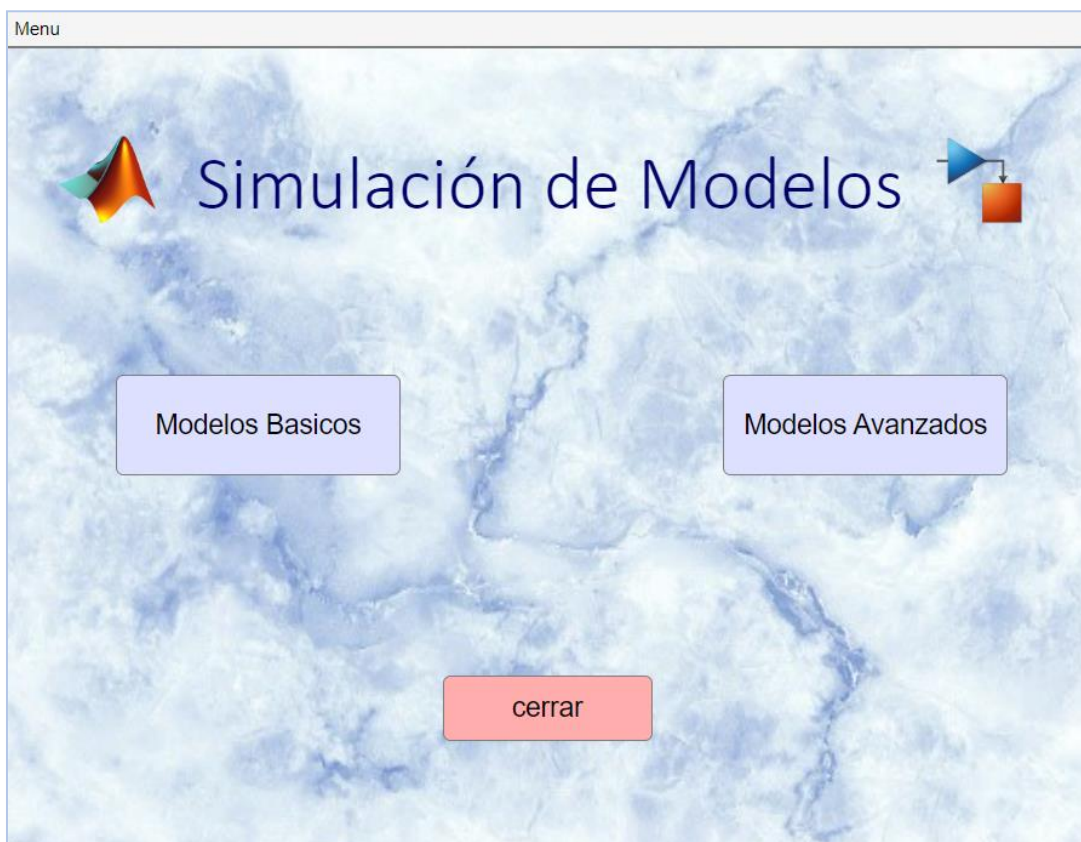 Menu
Simulación de Modelos
Modelos Basicos
Modelos Avanzados
cerrar